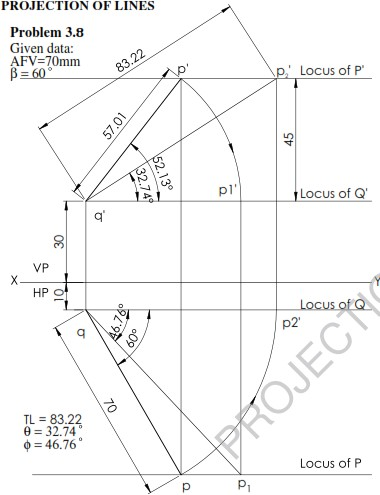 PROJECTION OF LINES
Problem 3.8
Given data:
AFV=70mm
β = 60°
83.22
57.01
p'
p₂'
Locus of P'
45
52.13°
32.74°
p1'
Locus of Q'
q'
30
VP
X
Y
HP
10
Locus of Q
q
46.76°
60°
p2'
70
TL = 83.22
θ = 32.74°
ϕ = 46.76°
Locus of P
p
p₁
PROJECTIO